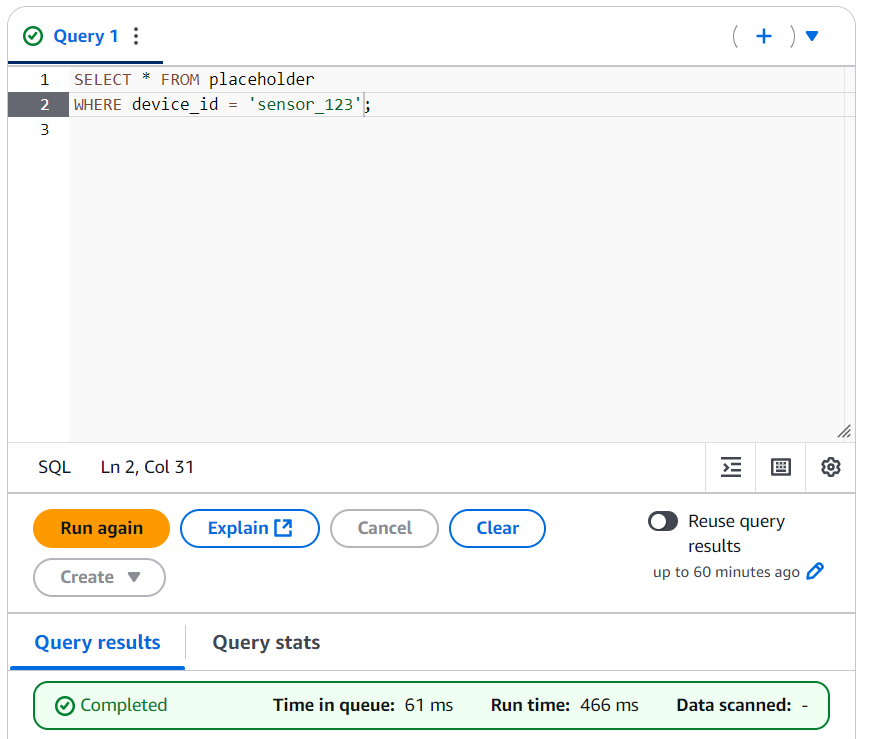 Query 1
1 SELECT * FROM placeholder
2 WHERE device_id = 'sensor_123';
3
SQL Ln 2, Col 31
Run again Explain Cancel Clear
Reuse query
results
up to 60 minutes ago
Create
Query results Query stats
Completed Time in queue: 61 ms Run time: 466 ms Data scanned: -